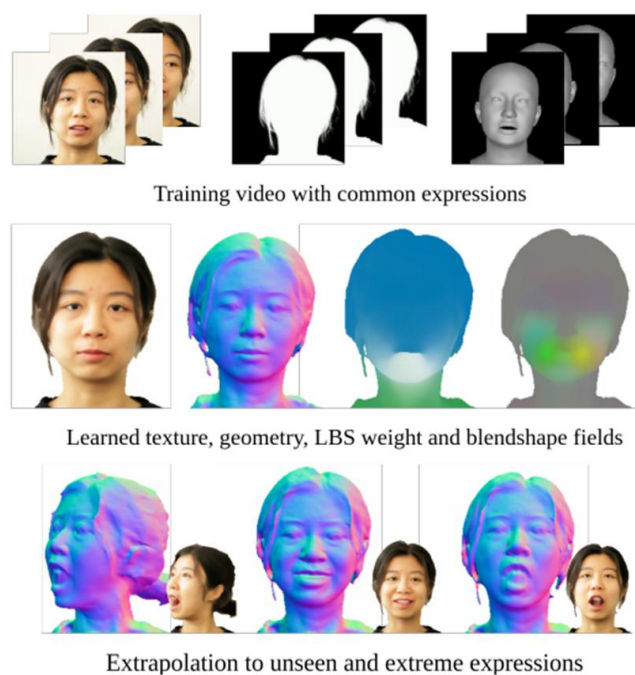 Training video with common expressions
Learned texture, geometry, LBS weight and blendshape fields
Extrapolation to unseen and extreme expressions